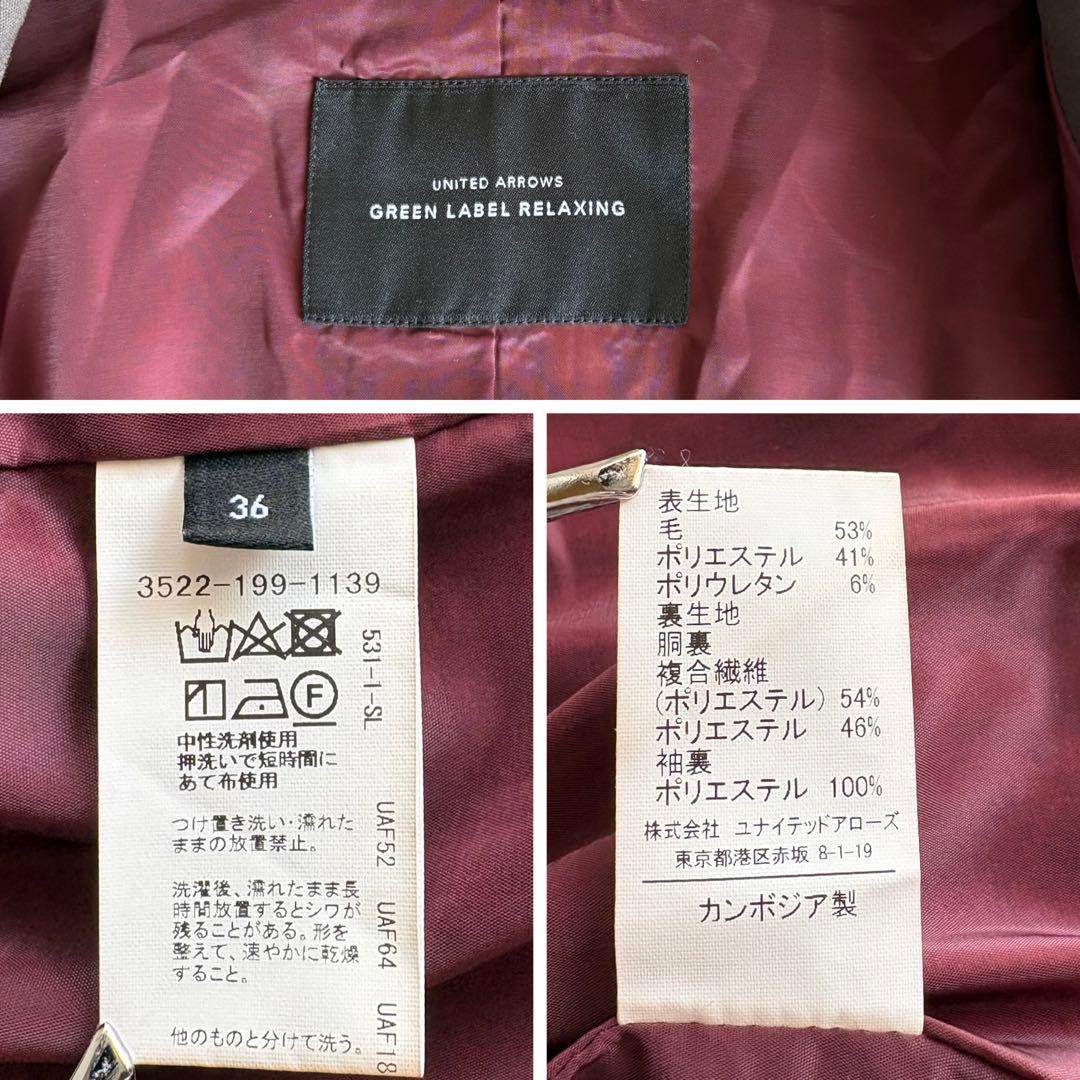 UNITED ARROWS
GREEN LABEL RELAXING
36
3522-199-1139
531-1-SL
F
中性洗剤使用
押洗いで短時間に
あて布使用
つけ置き洗い・濡れた
ままの放置禁止。
洗濯後、濡れたまま長
時間放置するとシワが
残ることがある。形を
整えて、速やかに乾燥
すること。
他のものと分けて洗う。
UAF52 UAF64 UAF18
表生地
毛 53%
ポリエステル 41%
ポリウレタン 6%
裏生地
胴裏
複合繊維
(ポリエステル) 54%
ポリエステル 46%
袖裏
ポリエステル 100%
株式会社 ユナイテッドアローズ
東京都港区赤坂 8-1-19
カンボジア製